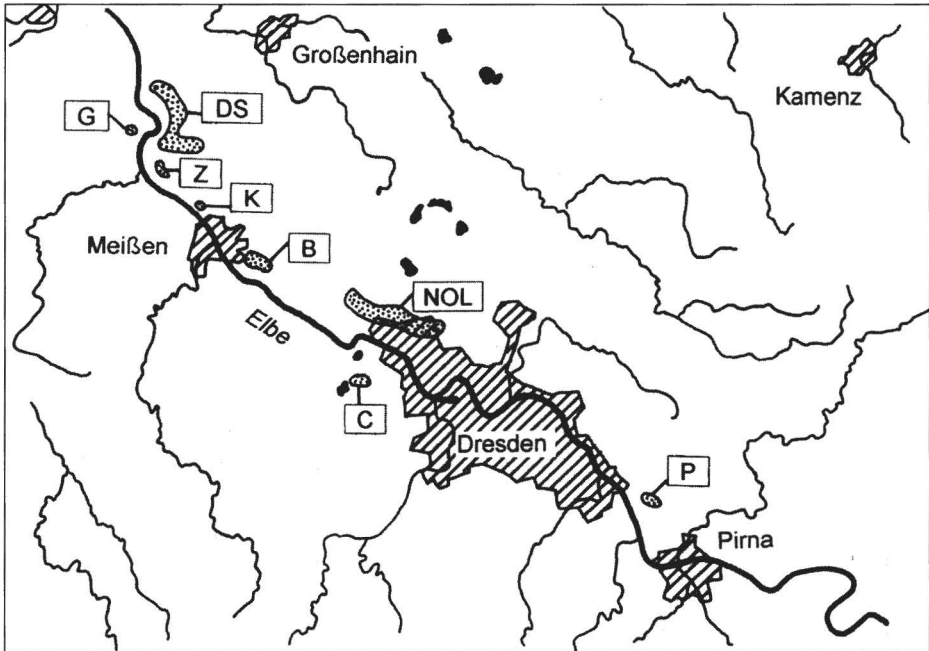 Großenhain
Kamenz
DS
G
Z
K
Meißen
B
NOL
Elbe
C
Dresden
P
Pirna